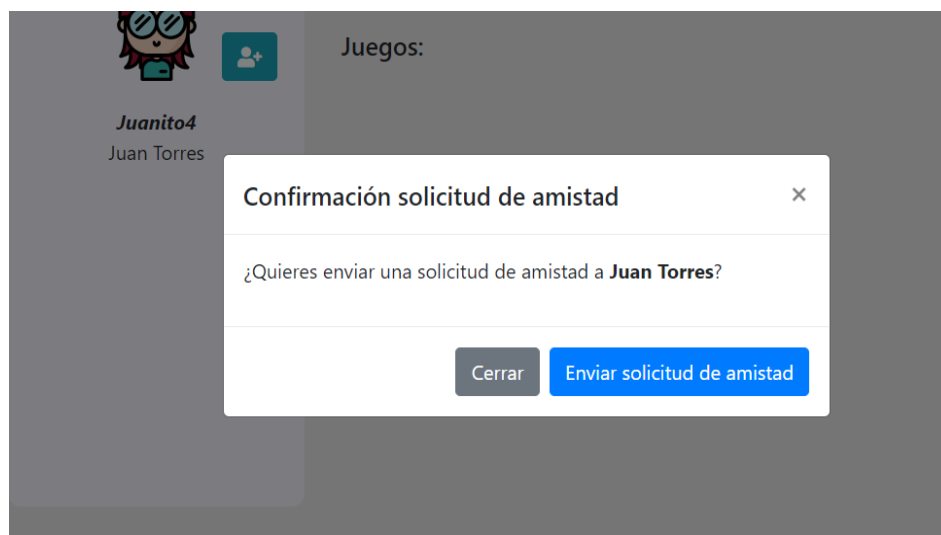 Juegos:
Juanito4
Juan Torres
Confirmación solicitud de amistad
×
¿Quieres enviar una solicitud de amistad a Juan Torres?
Cerrar
Enviar solicitud de amistad